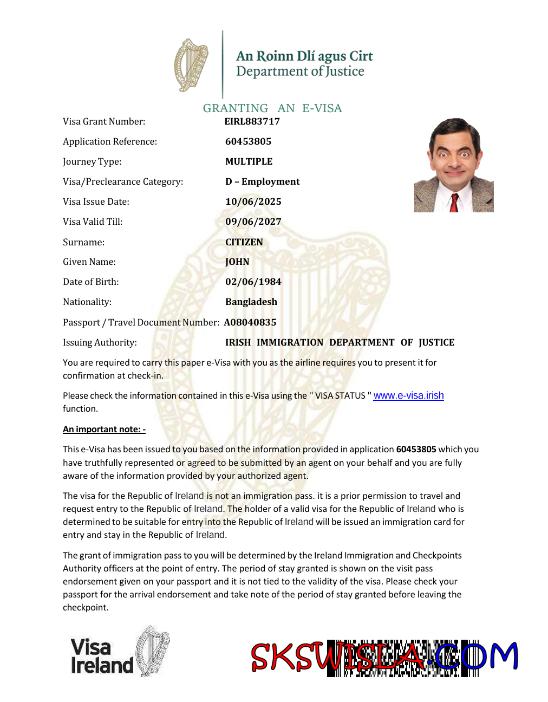 An Roinn Dlí agus Cirt
Department of Justice
GRANTING AN E-VISA
Visa Grant Number: EIRL883717
Application Reference: 60453805
Journey Type: MULTIPLE
Visa/Preclearance Category: D – Employment
Visa Issue Date: 10/06/2025
Visa Valid Till: 09/06/2027
Surname: CITIZEN
Given Name: JOHN
Date of Birth: 02/06/1984
Nationality: Bangladesh
Passport / Travel Document Number: A08040835
Issuing Authority: IRISH IMMIGRATION DEPARTMENT OF JUSTICE
You are required to carry this paper e-Visa with you as the airline requires you to present it for
confirmation at check-in.
Please check the information contained in this e-Visa using the " VISA STATUS " www.e-visa.irish
function.
An important note: -
This e-Visa has been issued to you based on the information provided in application 60453805 which you
have truthfully represented or agreed to be submitted by an agent on your behalf and you are fully
aware of the information provided by your authorized agent.
The visa for the Republic of Ireland is not an immigration pass. it is a prior permission to travel and
request entry to the Republic of Ireland. The holder of a valid visa for the Republic of Ireland who is
determined to be suitable for entry into the Republic of Ireland will be issued an immigration card for
entry and stay in the Republic of Ireland.
The grant of immigration pass to you will be determined by the Ireland Immigration and Checkpoints
Authority officers at the point of entry. The period of stay granted is shown on the visit pass
endorsement given on your passport and it is not tied to the validity of the visa. Please check your
passport for the arrival endorsement and take note of the period of stay granted before leaving the
checkpoint.
Visa
Ireland
SKSWISLA.COM